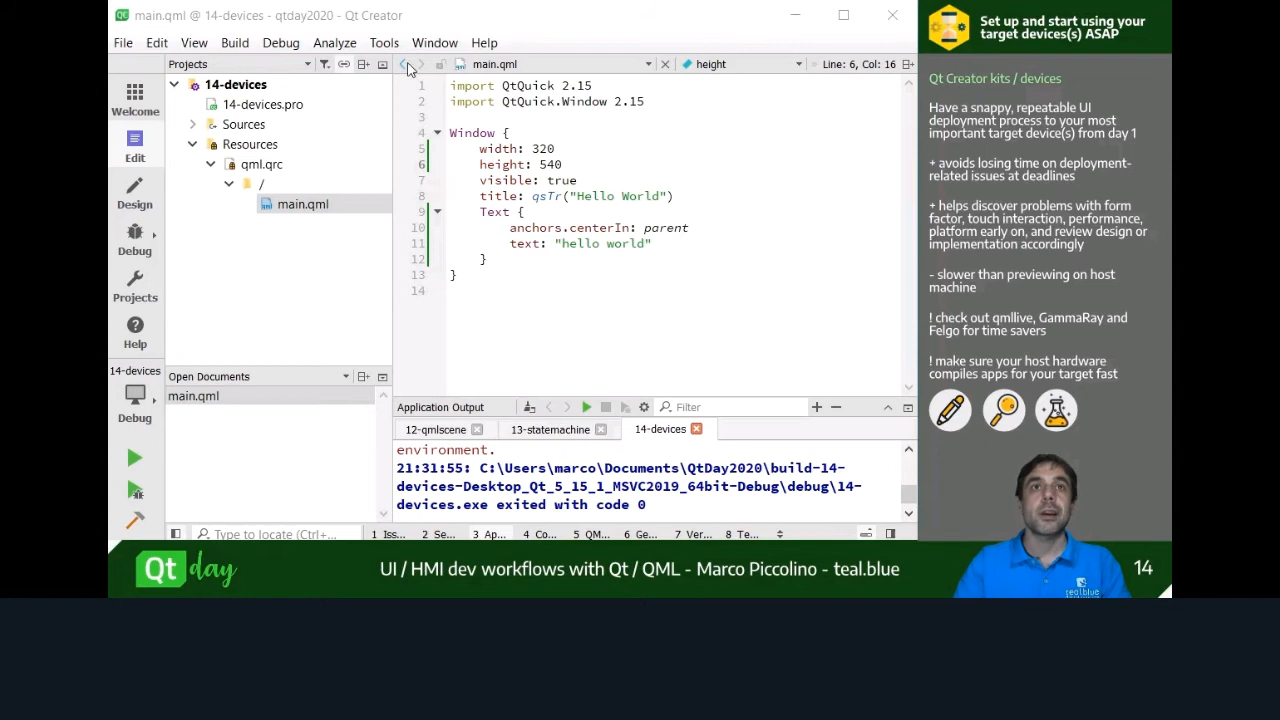 main.qml @ 14-devices - qtday2020 - Qt Creator
File Edit View Build Debug Analyze Tools Window Help
Projects
main.qml
height
Line: 6, Col: 16
Welcome
Edit
Design
Debug
Projects
Help
14-devices
Debug
14-devices
14-devices.pro
Sources
Resources
qml.qrc
/
main.qml
Open Documents
main.qml
1 import QtQuick 2.15
2 import QtQuick.Window 2.15
3
4 Window {
5 width: 320
6 height: 540
7 visible: true
8 title: qsTr("Hello World")
9 Text {
10 anchors.centerIn: parent
11 text: "hello world"
12 }
13 }
14
Application Output
Filter
12-qmlscene 13-statemachine 14-devices
environment.
21:31:55: C:\Users\marco\Documents\QtDay2020\build-14-
devices-Desktop_Qt_5_15_1_MSVC2019_64bit-Debug\debug\14-
devices.exe exited with code 0
Type to locate (Ctrl+...
1 Iss... 2 Se... 3 Ap... 4 Co... 5 QM... 6 Ge... 7 Ver... 8 Te...
Set up and start using your
target devices(s) ASAP
Qt Creator kits / devices
Have a snappy, repeatable UI
deployment process to your most
important target device(s) from day 1
+ avoids losing time on deployment-
related issues at deadlines
+ helps discover problems with form
factor, touch interaction, performance,
platform early on, and review design or
implementation accordingly
- slower than previewing on host
machine
! check out qmllive, GammaRay and
Felgo for time savers
! make sure your host hardware
compiles apps for your target fast
teal.blue
Qt day
UI / HMI dev workflows with Qt / QML - Marco Piccolino - teal.blue
14